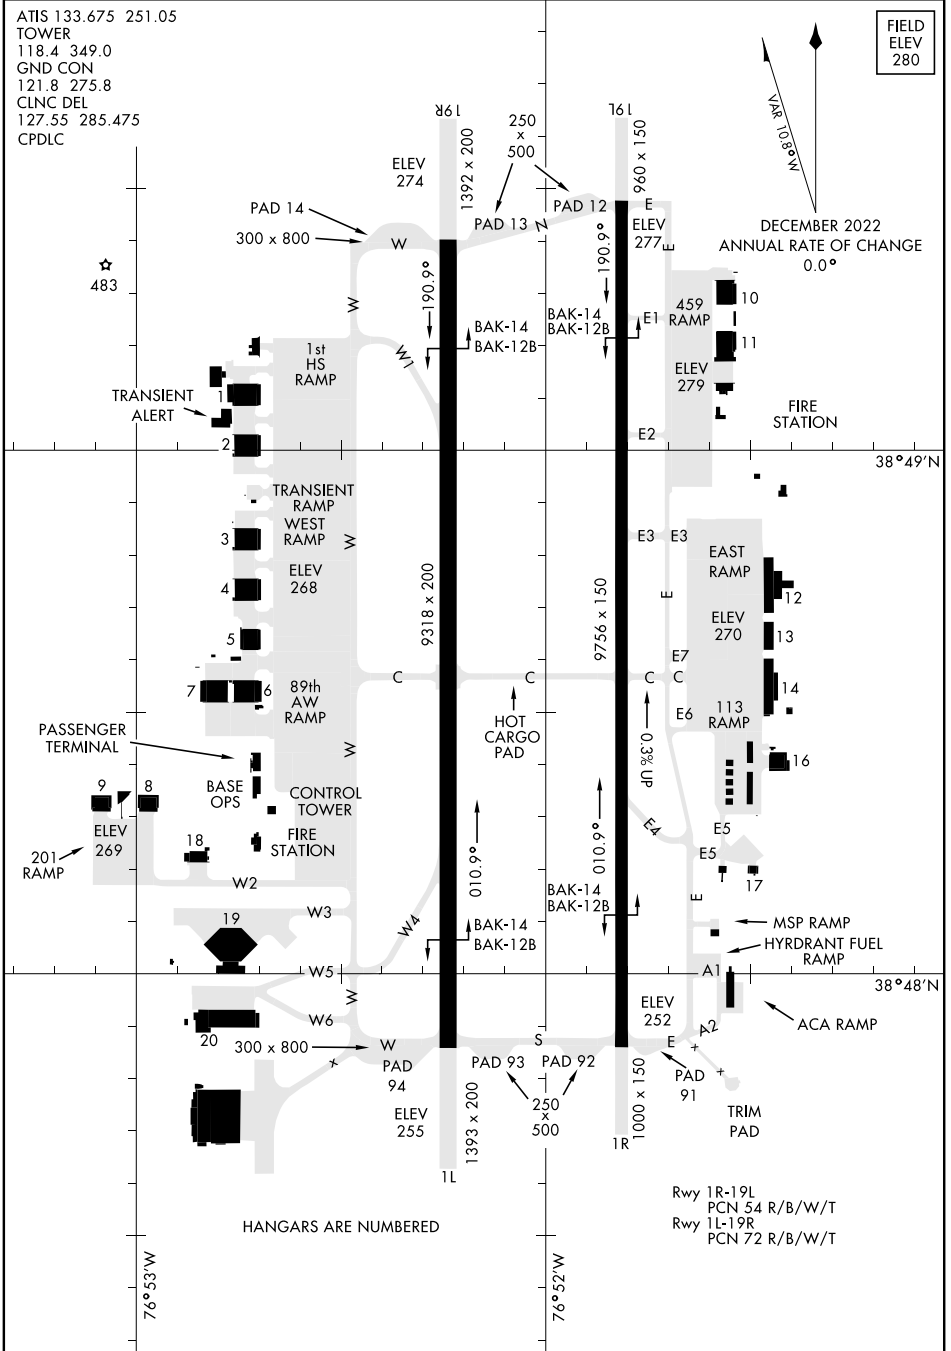 ATIS 133.675 251.05
TOWER
118.4 349.0
GND CON
121.8 275.8
CLNC DEL
127.55 285.475
CPDLC
FIELD
ELEV
280
VAR 10.8°W
DECEMBER 2022
ANNUAL RATE OF CHANGE
0.0°
19R
19L
ELEV
274
1392 x 200
250
x
500
960 x 150
PAD 14
300 x 800
W
PAD 13
N
PAD 12
E
ELEV
277
E
483
190.9°
190.9°
W
459
RAMP
10
E1
BAK-14
BAK-12B
BAK-14
BAK-12B
11
1st
HS
RAMP
W1
ELEV
279
1
TRANSIENT
ALERT
FIRE
STATION
2
E2
38°49'N
TRANSIENT
RAMP
WEST
RAMP
3
W
E3
E3
EAST
RAMP
ELEV
268
4
9318 x 200
9756 x 150
E
12
ELEV
270
5
13
E7
C
C
C
C
7
6
89th
AW
RAMP
14
HOT
CARGO
PAD
0.3% UP
E6
113
RAMP
PASSENGER
TERMINAL
W
16
BASE
OPS
CONTROL
TOWER
9
8
ELEV
269
FIRE
STATION
010.9°
010.9°
E4
E5
E5
201
RAMP
18
17
W2
BAK-14
BAK-12B
E
W3
19
W4
BAK-14
BAK-12B
MSP RAMP
HYRDRANT FUEL
RAMP
W5
A1
38°48'N
W
ELEV
252
ACA RAMP
W6
20
300 x 800
W
S
E
A2
PAD
94
PAD 93
PAD 92
PAD
91
ELEV
255
1393 x 200
250
x
500
1000 x 150
TRIM
PAD
1R
1L
Rwy 1R-19L
PCN 54 R/B/W/T
Rwy 1L-19R
PCN 72 R/B/W/T
HANGARS ARE NUMBERED
76°53'W
76°52'W